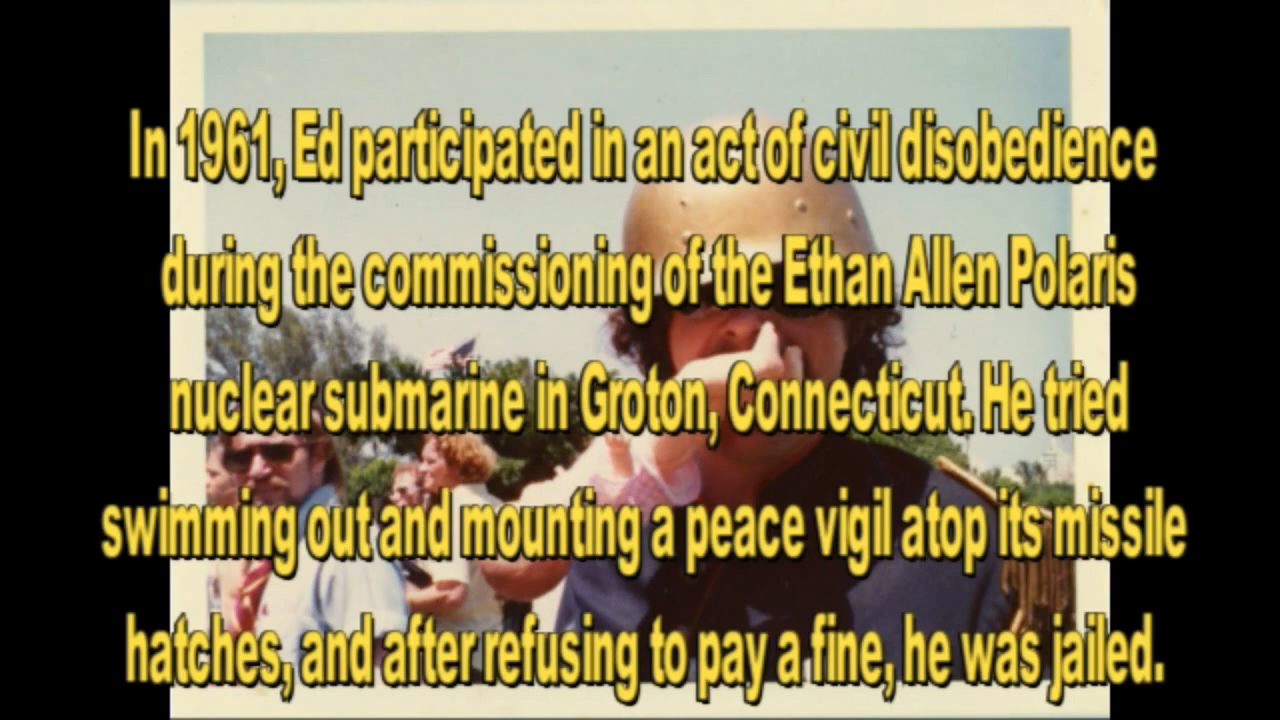 In 1961, Ed participated in an act of civil disobedience
during the commissioning of the Ethan Allen Polaris
nuclear submarine in Groton, Connecticut. He tried
swimming out and mounting a peace vigil atop its missile
hatches, and after refusing to pay a fine, he was jailed.